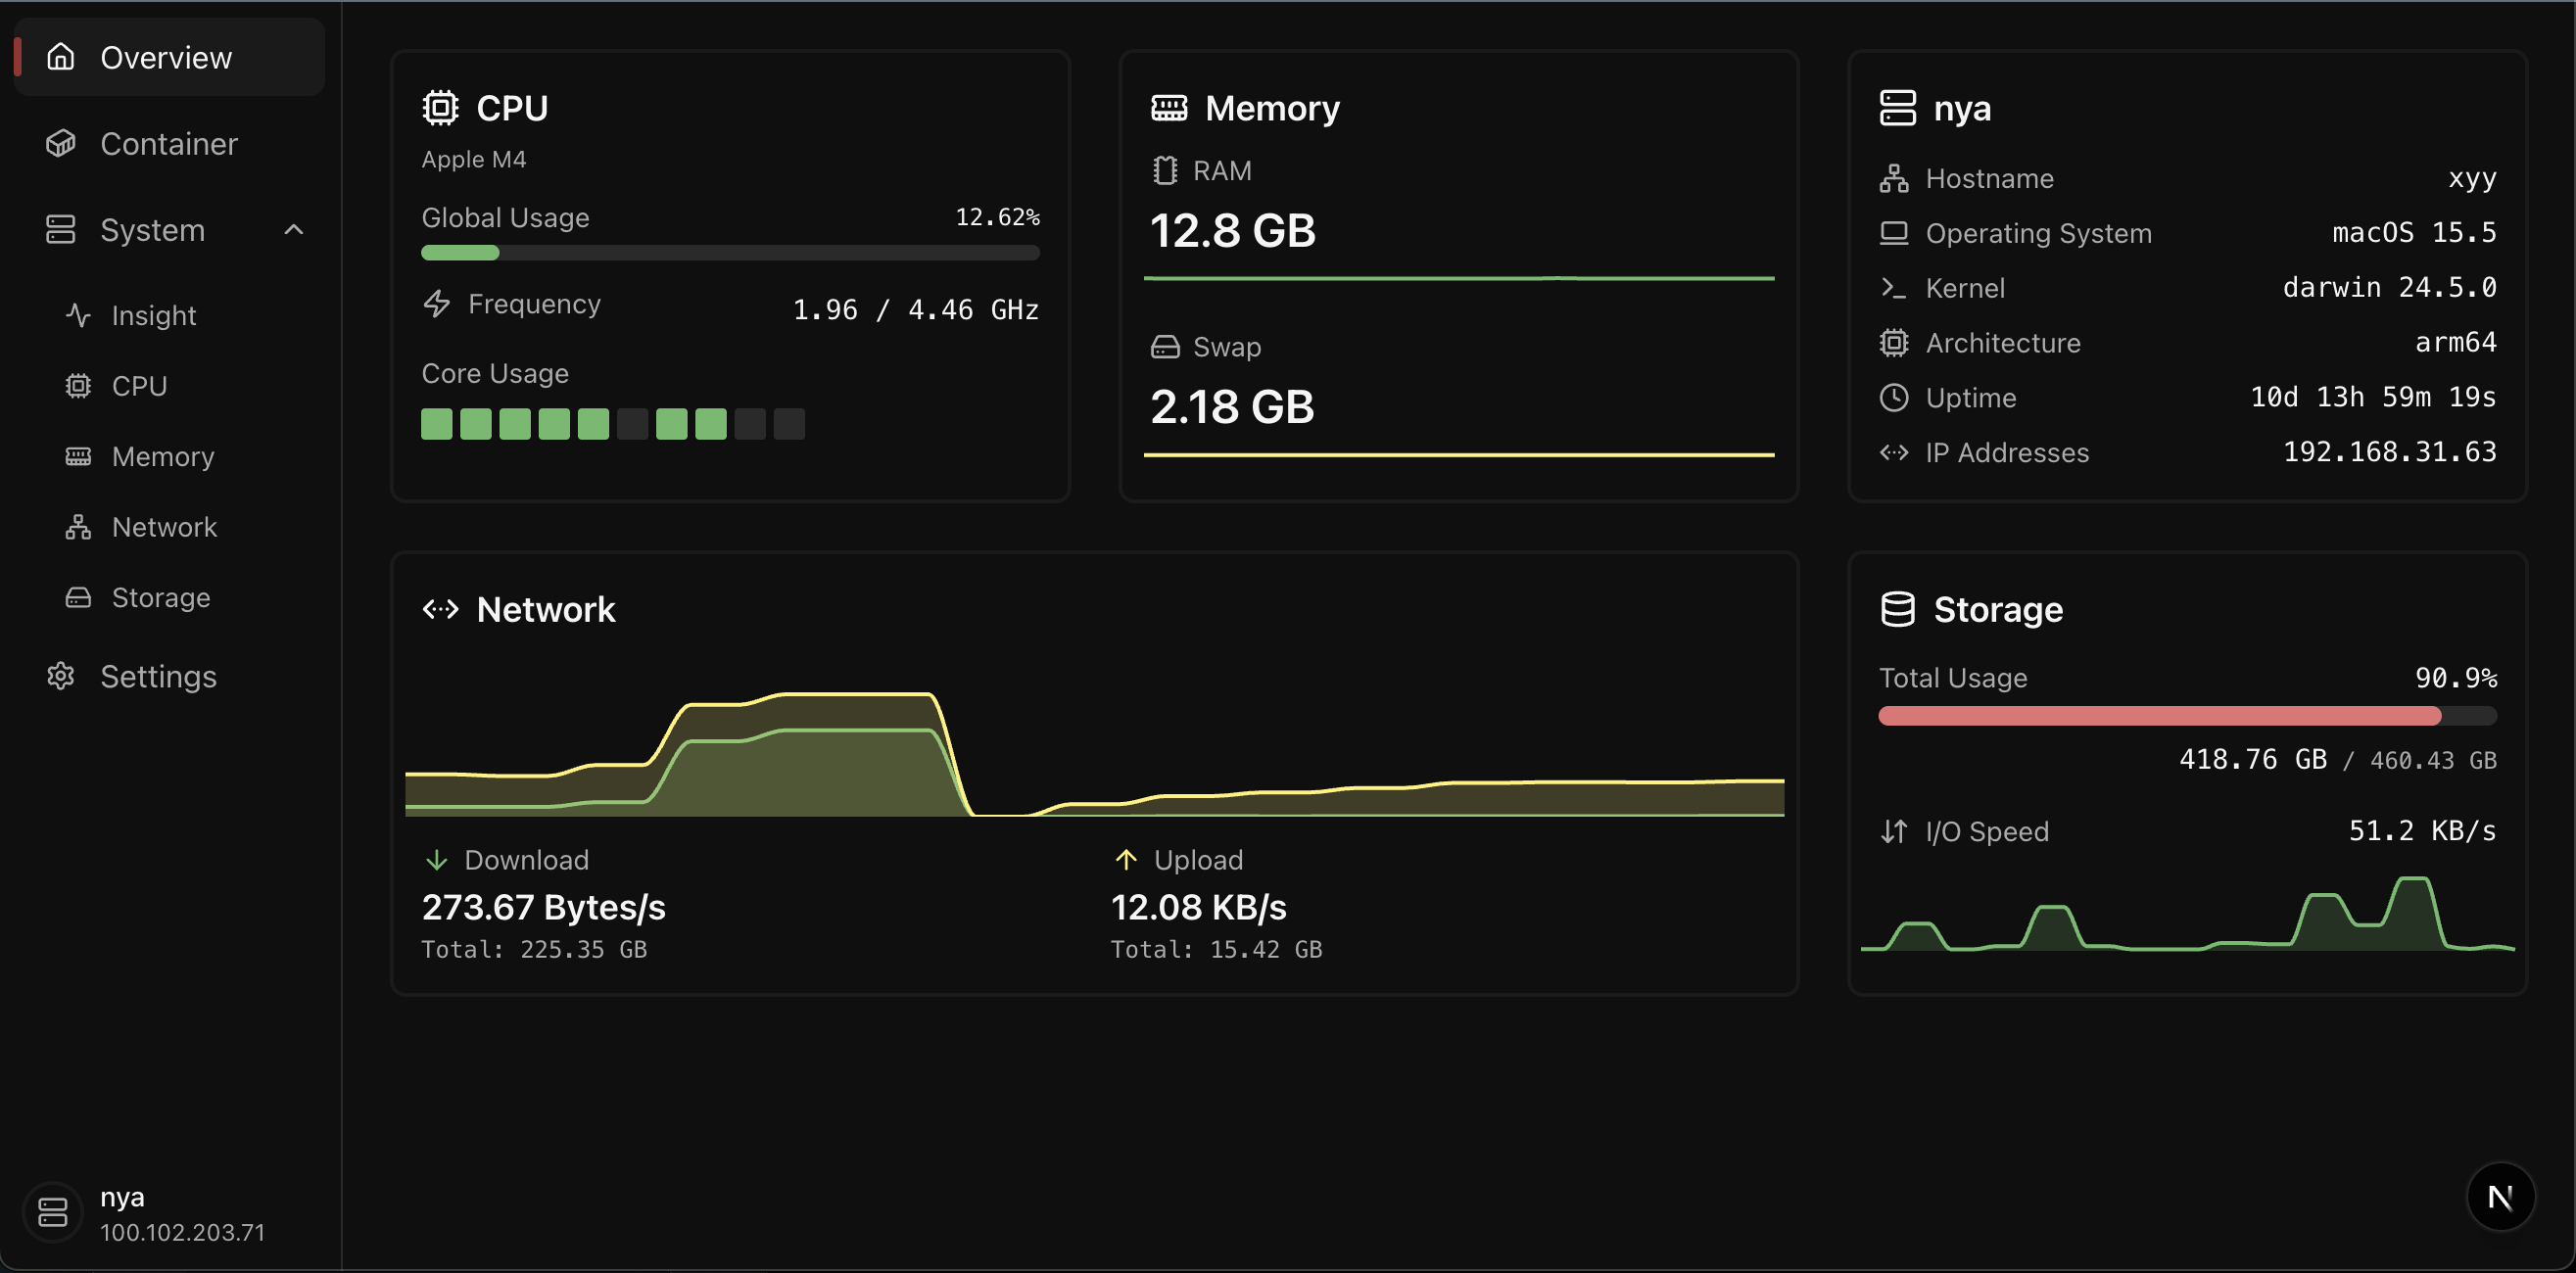 Overview
Container
System
Insight
CPU
Memory
Network
Storage
Settings
nya
100.102.203.71
CPU
Apple M4
Global Usage 12.62%
Frequency 1.96 / 4.46 GHz
Core Usage
Memory
RAM
12.8 GB
Swap
2.18 GB
nya
Hostname xyy
Operating System macOS 15.5
Kernel darwin 24.5.0
Architecture arm64
Uptime 10d 13h 59m 19s
IP Addresses 192.168.31.63
Network
Download
273.67 Bytes/s
Total: 225.35 GB
Upload
12.08 KB/s
Total: 15.42 GB
Storage
Total Usage 90.9%
418.76 GB / 460.43 GB
I/O Speed 51.2 KB/s
N